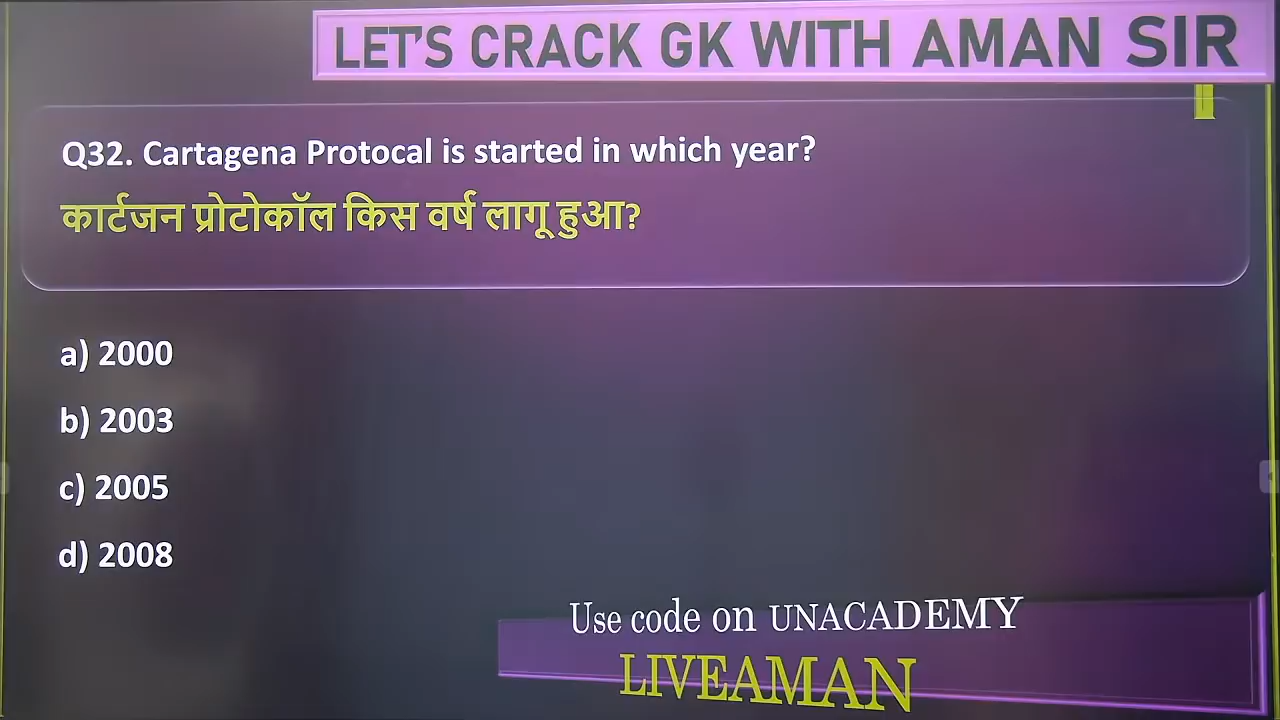 LET'S CRACK GK WITH AMAN SIR
Q32. Cartagena Protocal is started in which year?
कार्टजन प्रोटोकॉल किस वर्ष लागू हुआ?
a) 2000
b) 2003
c) 2005
d) 2008
Use code on UNACADEMY
LIVEAMAN